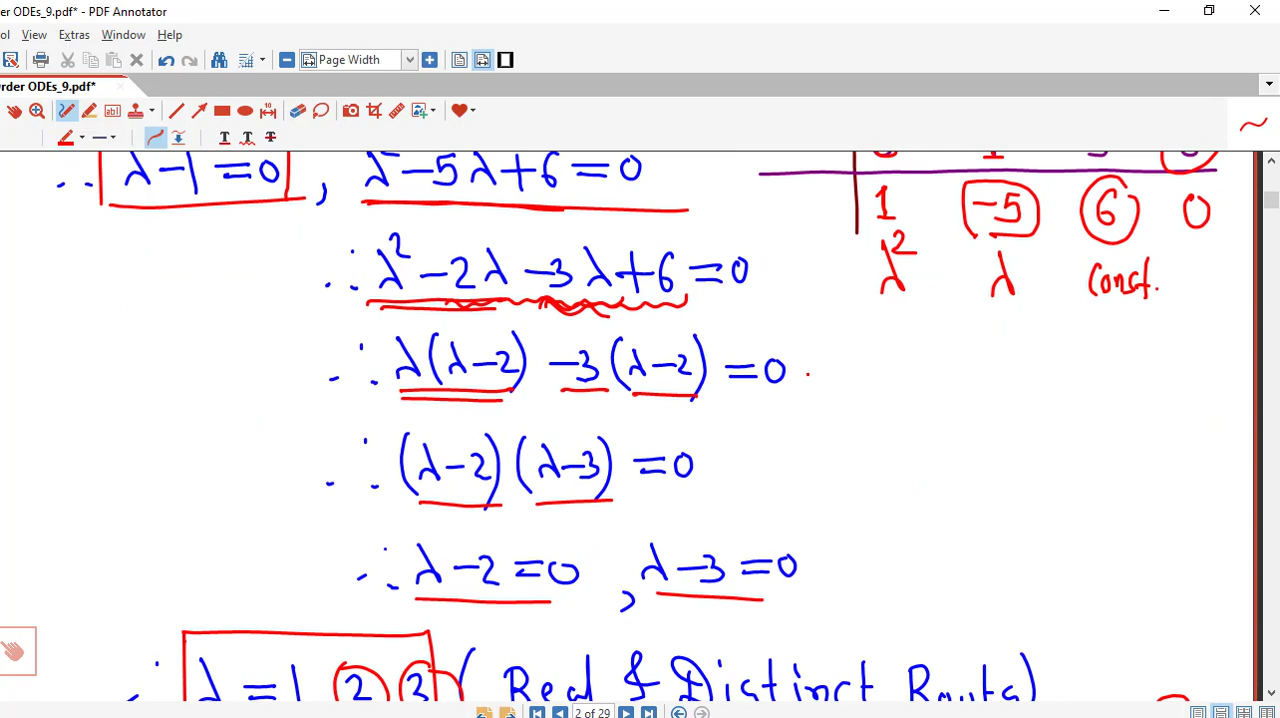 rder ODEs_9.pdf* - PDF Annotator
ol View Extras Window Help
Page Width
rder ODEs_9.pdf*
∴ λ-1=0 , λ²-5λ+6=0
1 -5 6 0
λ² λ Const.
∴ λ²-2λ-3λ+6=0
∴ λ(λ-2) -3(λ-2)=0
∴ (λ-2)(λ-3)=0
∴ λ-2=0 , λ-3=0
∴ λ=1 2 3 (Real & Distinct Roots)
2 of 29